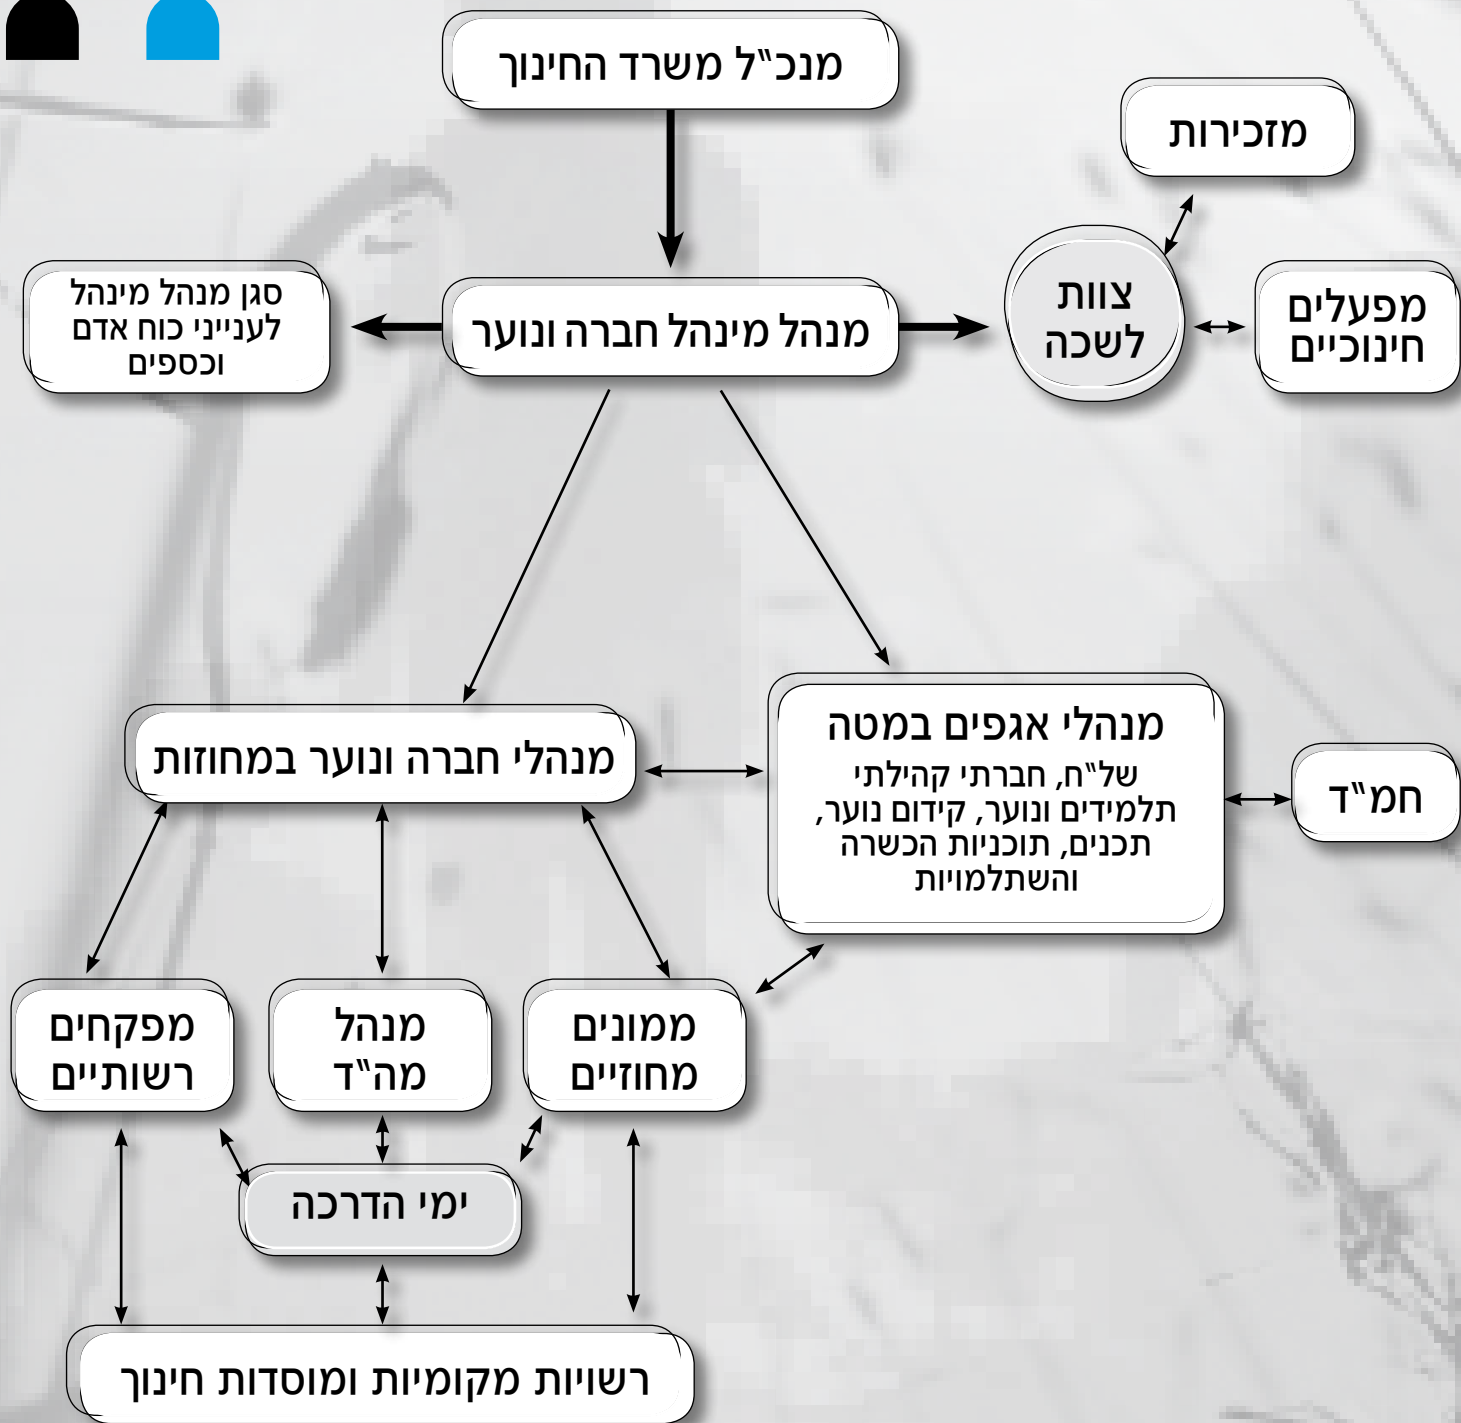 מנכ"ל משרד החינוך
מזכירות
צוות
לשכה
מפעלים
חינוכיים
מנהל מינהל חברה ונוער
סגן מנהל מינהל
לענייני כוח אדם
וכספים
מנהלי אגפים במטה
של"ח, חברתי קהילתי
תלמידים ונוער, קידום נוער,
תכנים, תוכניות הכשרה
והשתלמויות
חמ"ד
מנהלי חברה ונוער במחוזות
ממונים
מחוזיים
מנהל
מה"ד
מפקחים
רשותיים
ימי הדרכה
רשויות מקומיות ומוסדות חינוך